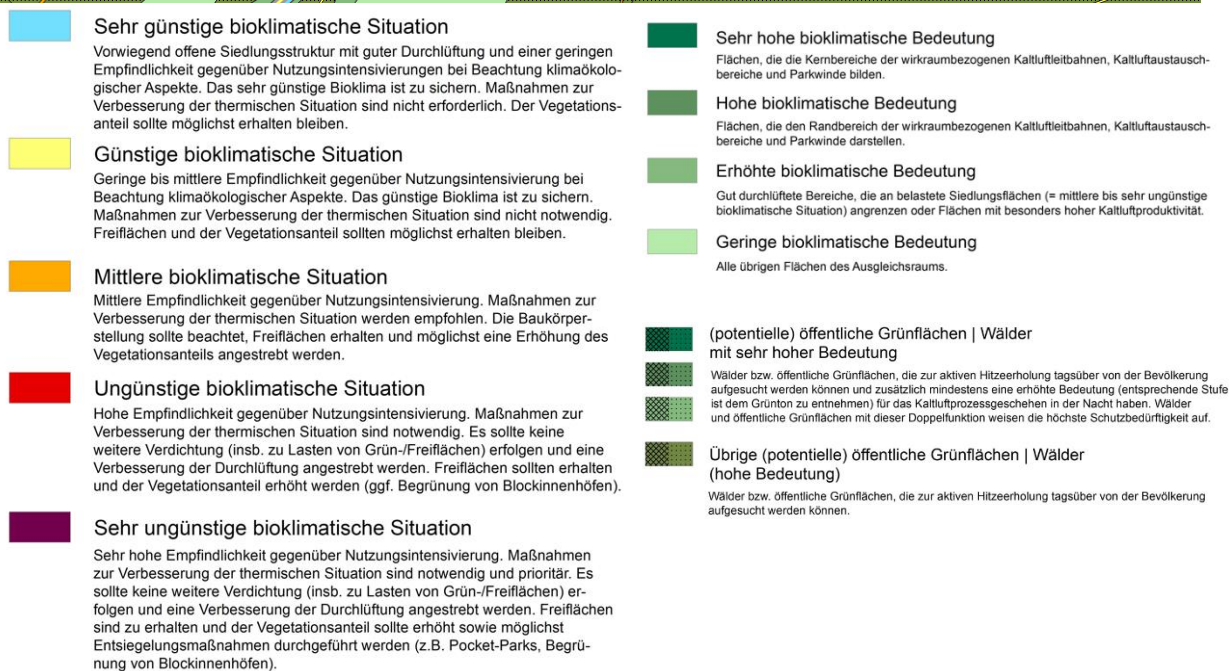 Sehr günstige bioklimatische Situation
Vorwiegend offene Siedlungsstruktur mit guter Durchlüftung und einer geringen
Empfindlichkeit gegenüber Nutzungsintensivierungen bei Beachtung klimaökolo-
gischer Aspekte. Das sehr günstige Bioklima ist zu sichern. Maßnahmen zur
Verbesserung der thermischen Situation sind nicht erforderlich. Der Vegetations-
anteil sollte möglichst erhalten bleiben.
Günstige bioklimatische Situation
Geringe bis mittlere Empfindlichkeit gegenüber Nutzungsintensivierung bei
Beachtung klimaökologischer Aspekte. Das günstige Bioklima ist zu sichern.
Maßnahmen zur Verbesserung der thermischen Situation sind nicht notwendig.
Freiflächen und der Vegetationsanteil sollten möglichst erhalten bleiben.
Mittlere bioklimatische Situation
Mittlere Empfindlichkeit gegenüber Nutzungsintensivierung. Maßnahmen zur
Verbesserung der thermischen Situation werden empfohlen. Die Baukörper-
stellung sollte beachtet, Freiflächen erhalten und möglichst eine Erhöhung des
Vegetationsanteils angestrebt werden.
Ungünstige bioklimatische Situation
Hohe Empfindlichkeit gegenüber Nutzungsintensivierung. Maßnahmen zur
Verbesserung der thermischen Situation sind notwendig. Es sollte keine
weitere Verdichtung (insb. zu Lasten von Grün-/Freiflächen) erfolgen und eine
Verbesserung der Durchlüftung angestrebt werden. Freiflächen sollten erhalten
und der Vegetationsanteil erhöht werden (ggf. Begrünung von Blockinnenhöfen).
Sehr ungünstige bioklimatische Situation
Sehr hohe Empfindlichkeit gegenüber Nutzungsintensivierung. Maßnahmen
zur Verbesserung der thermischen Situation sind notwendig und prioritär. Es
sollte keine weitere Verdichtung (insb. zu Lasten von Grün-/Freiflächen) er-
folgen und eine Verbesserung der Durchlüftung angestrebt werden. Freiflächen
sind zu erhalten und der Vegetationsanteil sollte erhöht sowie möglichst
Entsiegelungsmaßnahmen durchgeführt werden (z.B. Pocket-Parks, Begrü-
nung von Blockinnenhöfen).
Sehr hohe bioklimatische Bedeutung
Flächen, die die Kernbereiche der wirkraumbezogenen Kaltluftleitbahnen, Kaltluftaustausch-
bereiche und Parkwinde bilden.
Hohe bioklimatische Bedeutung
Flächen, die den Randbereich der wirkraumbezogenen Kaltluftleitbahnen, Kaltluftaustausch-
bereiche und Parkwinde darstellen.
Erhöhte bioklimatische Bedeutung
Gut durchlüftete Bereiche, die an belastete Siedlungsflächen (= mittlere bis sehr ungünstige
bioklimatische Situation) angrenzen oder Flächen mit besonders hoher Kaltluftproduktivität.
Geringe bioklimatische Bedeutung
Alle übrigen Flächen des Ausgleichsraums.
(potentielle) öffentliche Grünflächen | Wälder
mit sehr hoher Bedeutung
Wälder bzw. öffentliche Grünflächen, die zur aktiven Hitzeerholung tagsüber von der Bevölkerung
aufgesucht werden können und zusätzlich mindestens eine erhöhte Bedeutung (entsprechende Stufe
ist dem Grünton zu entnehmen) für das Kaltluftprozessgeschehen in der Nacht haben. Wälder
und öffentliche Grünflächen mit dieser Doppelfunktion weisen die höchste Schutzbedürftigkeit auf.
Übrige (potentielle) öffentliche Grünflächen | Wälder
(hohe Bedeutung)
Wälder bzw. öffentliche Grünflächen, die zur aktiven Hitzeerholung tagsüber von der Bevölkerung
aufgesucht werden können.